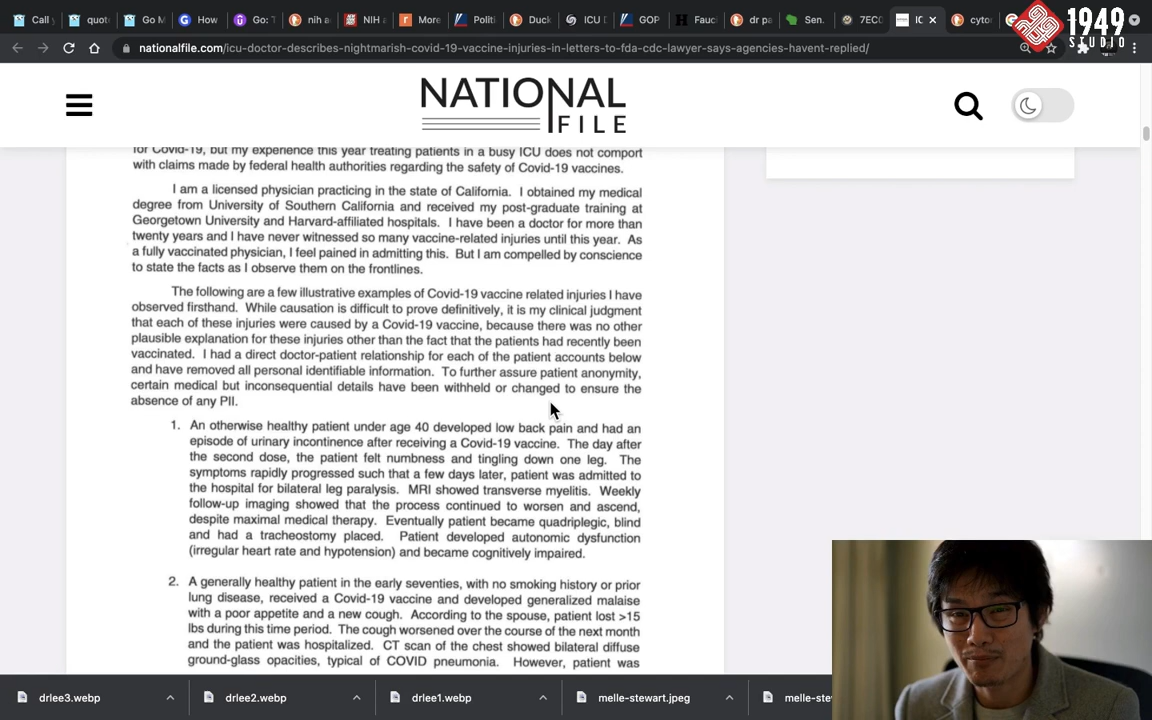 Call
quot
Go M
How
Go: T
nih a
NIH
More
Polit
Duck
ICU D
GOP
Fauc
dr pa
Sen.
7ECC
cyto
1949
STUDIO
nationalfile.com/icu-doctor-describes-nightmarish-covid-19-vaccine-injuries-in-letters-to-fda-cdc-lawyer-says-agencies-havent-replied/
NATIONAL
FILE
for Covid-19, but my experience this year treating patients in a busy ICU does not comport
with claims made by federal health authorities regarding the safety of Covid-19 vaccines.
I am a licensed physician practicing in the state of California. I obtained my medical
degree from University of Southern California and received my post-graduate training at
Georgetown University and Harvard-affiliated hospitals. I have been a doctor for more than
twenty years and I have never witnessed so many vaccine-related injuries until this year. As
a fully vaccinated physician, I feel pained in admitting this. But I am compelled by conscience
to state the facts as I observe them on the frontlines.
The following are a few illustrative examples of Covid-19 vaccine related injuries I have
observed firsthand. While causation is difficult to prove definitively, it is my clinical judgment
that each of these injuries were caused by a Covid-19 vaccine, because there was no other
plausible explanation for these injuries other than the fact that the patients had recently been
vaccinated. I had a direct doctor-patient relationship for each of the patient accounts below
and have removed all personal identifiable information. To further assure patient anonymity,
certain medical but inconsequential details have been withheld or changed to ensure the
absence of any PII.
1. An otherwise healthy patient under age 40 developed low back pain and had an
episode of urinary incontinence after receiving a Covid-19 vaccine. The day after
the second dose, the patient felt numbness and tingling down one leg. The
symptoms rapidly progressed such that a few days later, patient was admitted to
the hospital for bilateral leg paralysis. MRI showed transverse myelitis. Weekly
follow-up imaging showed that the process continued to worsen and ascend,
despite maximal medical therapy. Eventually patient became quadriplegic, blind
and had a tracheostomy placed. Patient developed autonomic dysfunction
(irregular heart rate and hypotension) and became cognitively impaired.
2. A generally healthy patient in the early seventies, with no smoking history or prior
lung disease, received a Covid-19 vaccine and developed generalized malaise
with a poor appetite and a new cough. According to the spouse, patient lost >15
lbs during this time period. The cough worsened over the course of the next month
and the patient was hospitalized. CT scan of the chest showed bilateral diffuse
ground-glass opacities, typical of COVID pneumonia. However, patient was
drlee3.webp
drlee2.webp
drlee1.webp
melle-stewart.jpeg
melle-stew